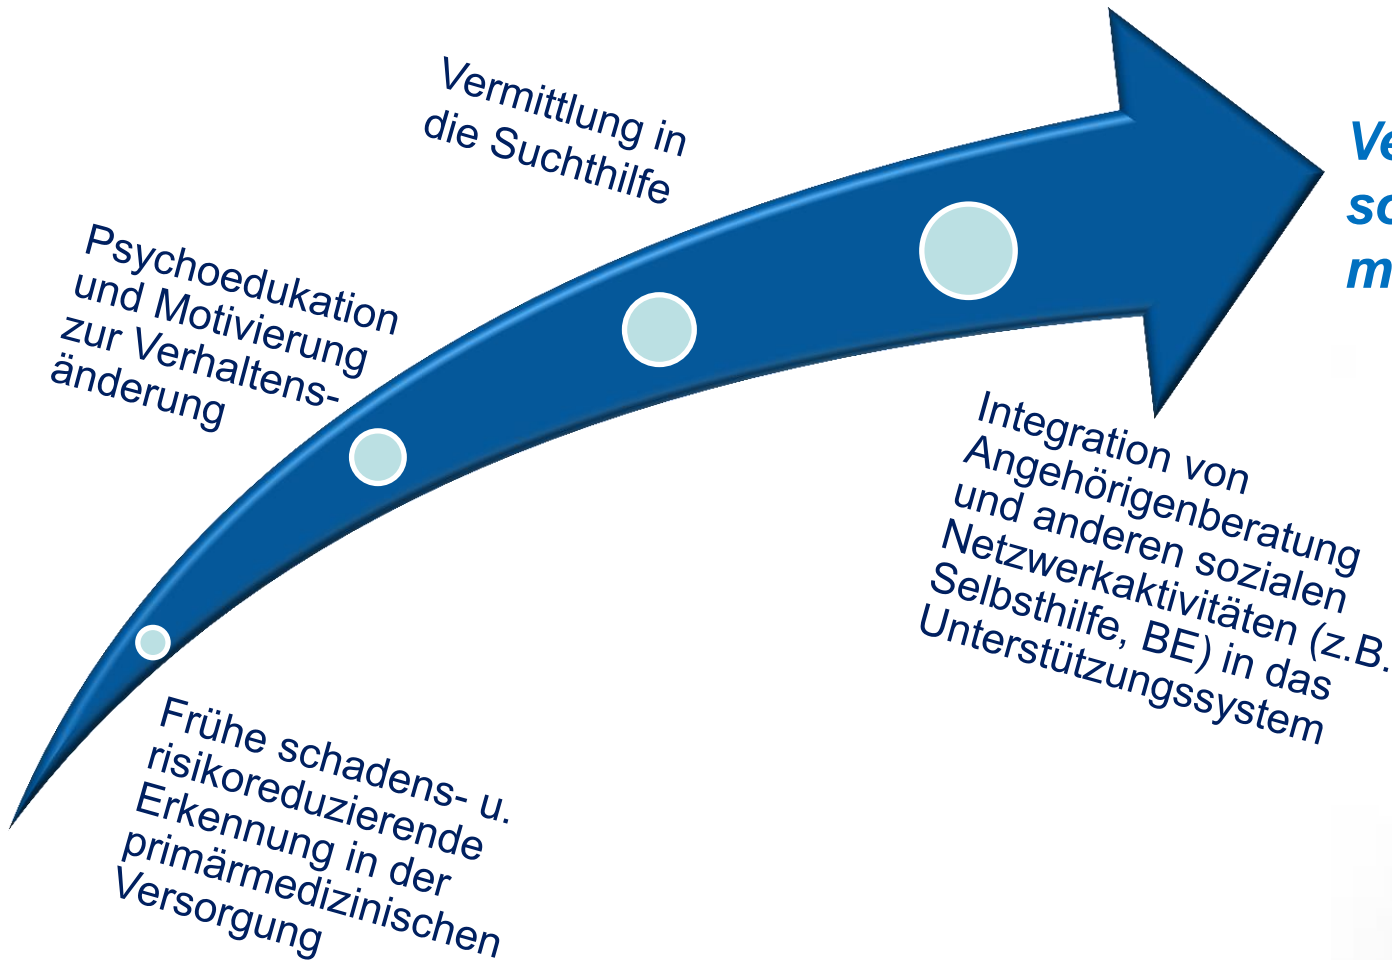 Vermittlung in
die Suchthilfe
Psychoedukation
und Motivierung
zur Verhaltens-
änderung
Integration von
Angehörigenberatung
und anderen sozialen
Netzwerkaktivitäten (z.B.
Selbsthilfe, BE) in das
Unterstützungssystem
Frühe schadens- u.
risikoreduzierende
Erkennung in der
primärmedizinischen
Versorgung